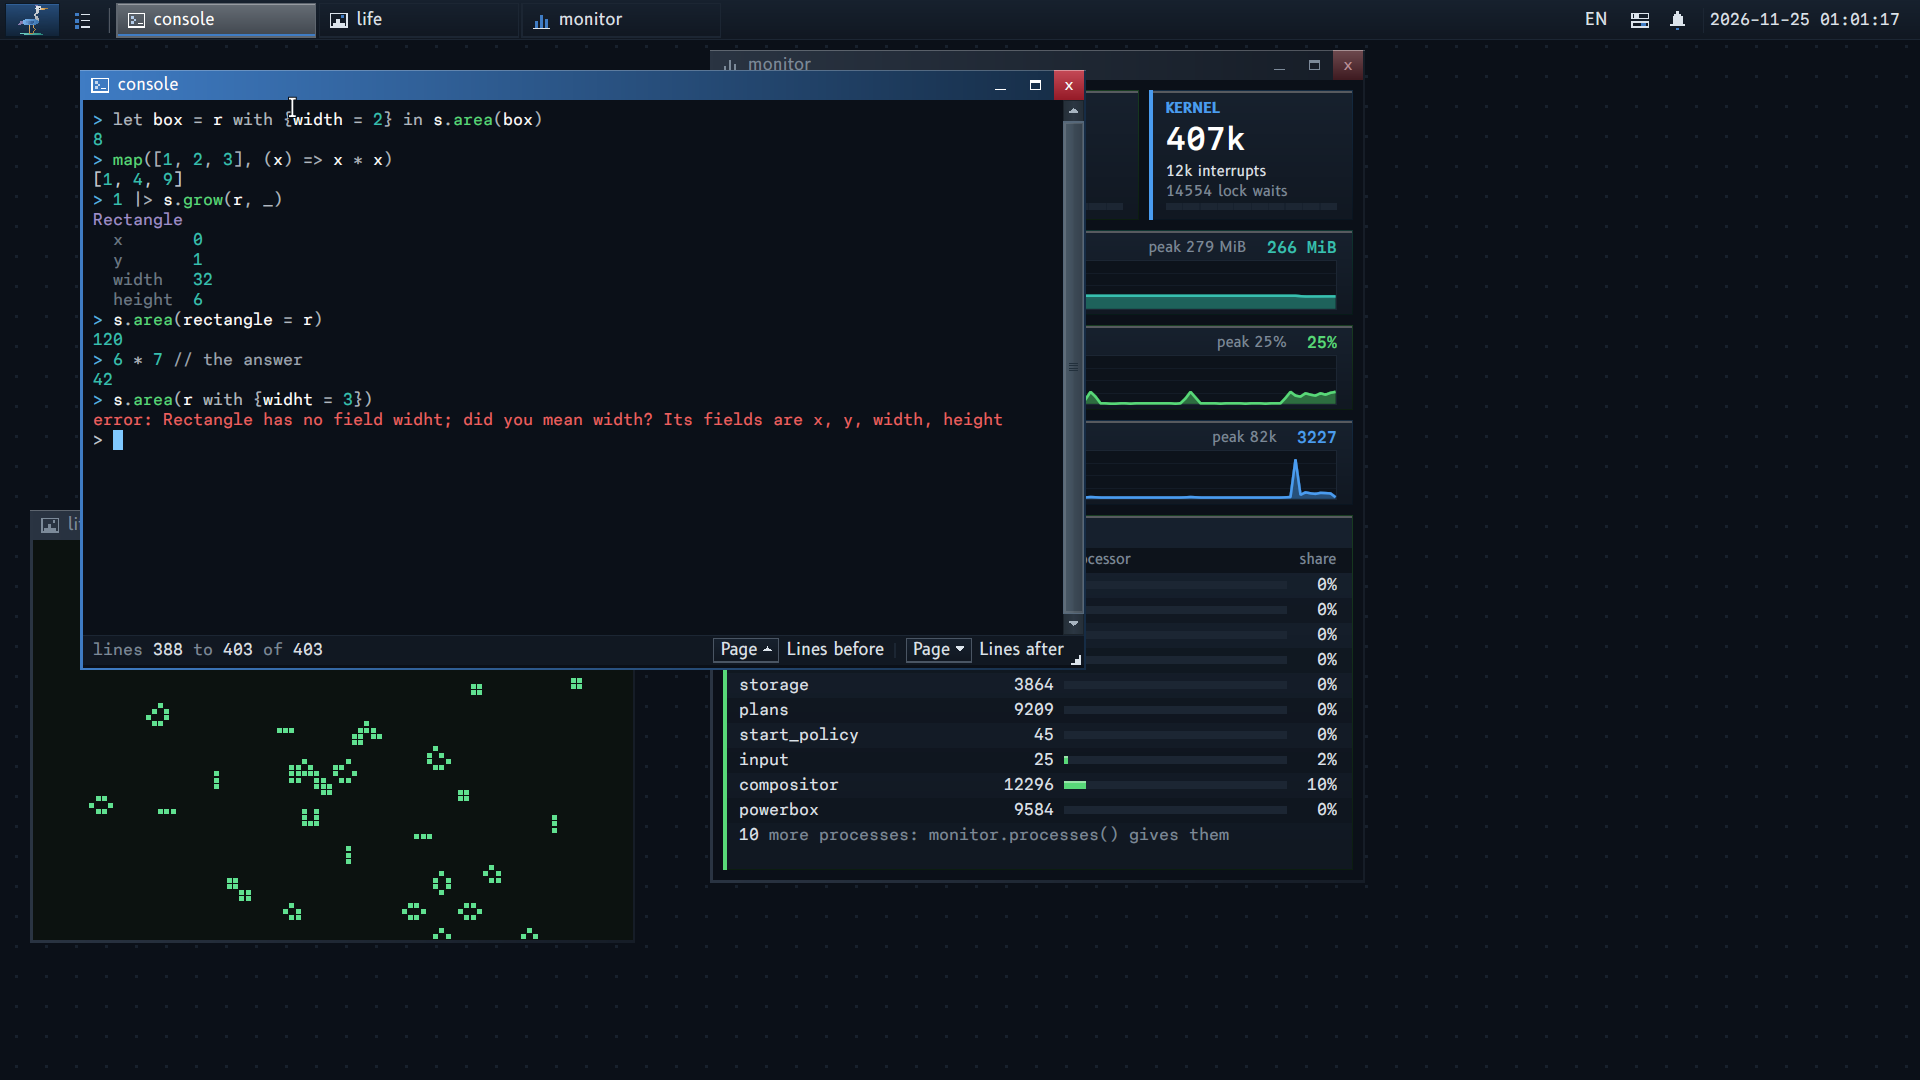 console
life
monitor
EN
2026-11-25 01:01:17
console
> let box = r with {width = 2} in s.area(box)
8
> map([1, 2, 3], (x) => x * x)
[1, 4, 9]
> 1 |> s.grow(r, _)
Rectangle
x 0
y 1
width 32
height 6
> s.area(rectangle = r)
120
> 6 * 7 // the answer
42
> s.area(r with {widht = 3})
error: Rectangle has no field widht; did you mean width? Its fields are x, y, width, height
>
lines 388 to 403 of 403
Page Lines before
Page Lines after
monitor
KERNEL
407k
12k interrupts
14554 lock waits
peak 279 MiB 266 MiB
peak 25% 25%
peak 82k 3227
share
0%
0%
0%
0%
storage 3864 0%
plans 9209 0%
start_policy 45 0%
input 25 2%
compositor 12296 10%
powerbox 9584 0%
10 more processes: monitor.processes() gives them